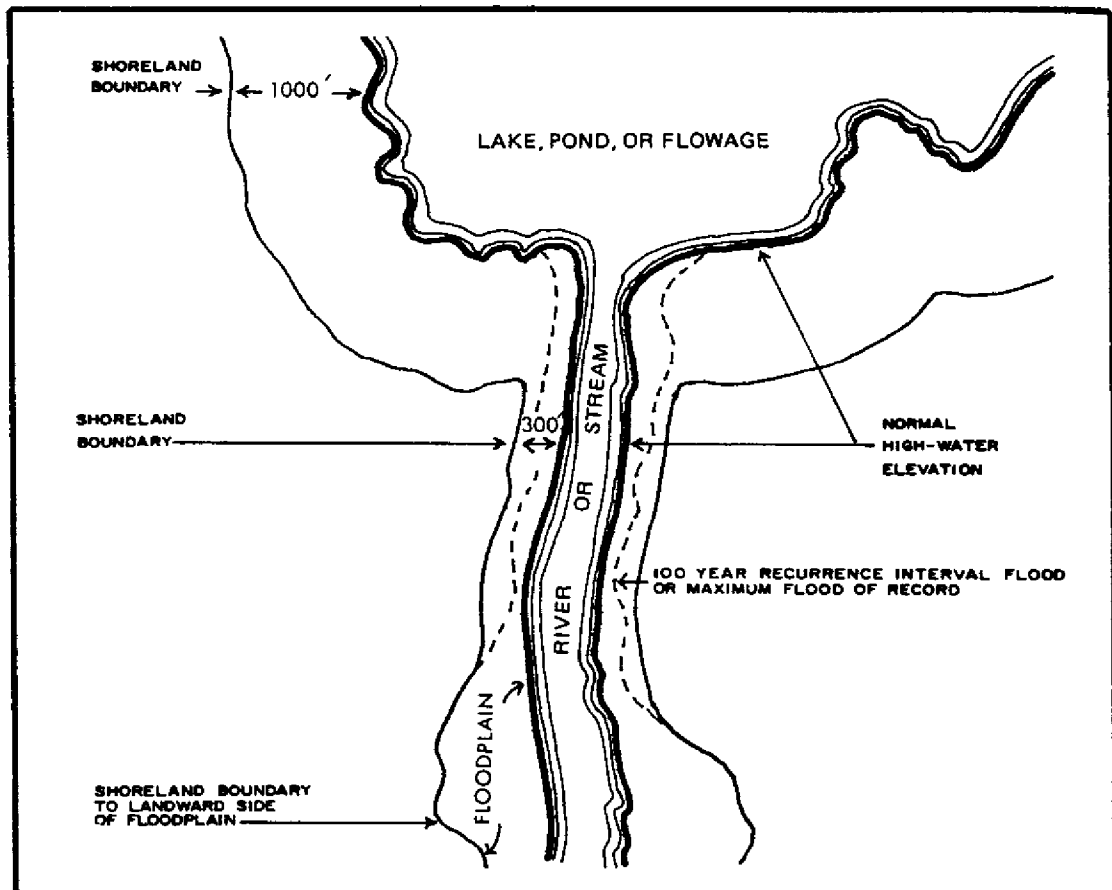 SHORELAND
BOUNDARY
1000′
LAKE, POND, OR FLOWAGE
SHORELAND
BOUNDARY
300′
RIVER OR STREAM
NORMAL
HIGH-WATER
ELEVATION
100 YEAR RECURRENCE INTERVAL FLOOD
OR MAXIMUM FLOOD OF RECORD
FLOODPLAIN
SHORELAND BOUNDARY
TO LANDWARD SIDE
OF FLOODPLAIN